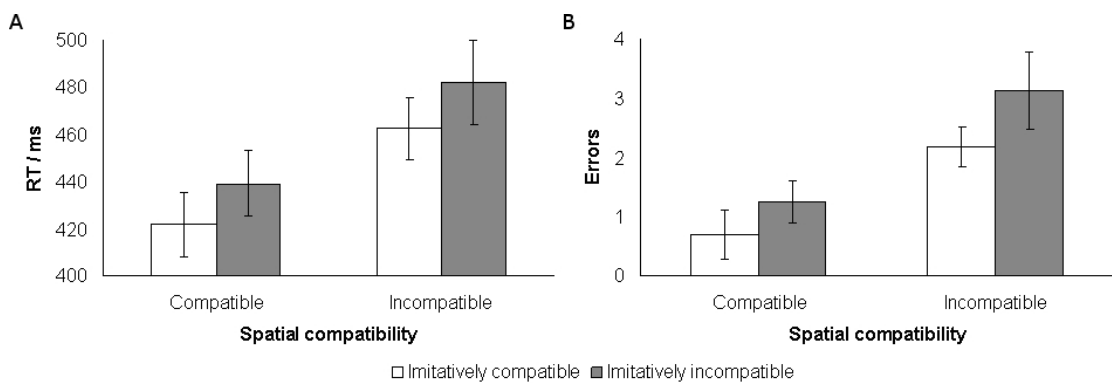 A
500
480
460
440
420
400
RT / ms
Compatible
Incompatible
Spatial compatibility
B
4
3
2
1
0
Errors
Compatible
Incompatible
Spatial compatibility
Imitatively compatible
Imitatively incompatible